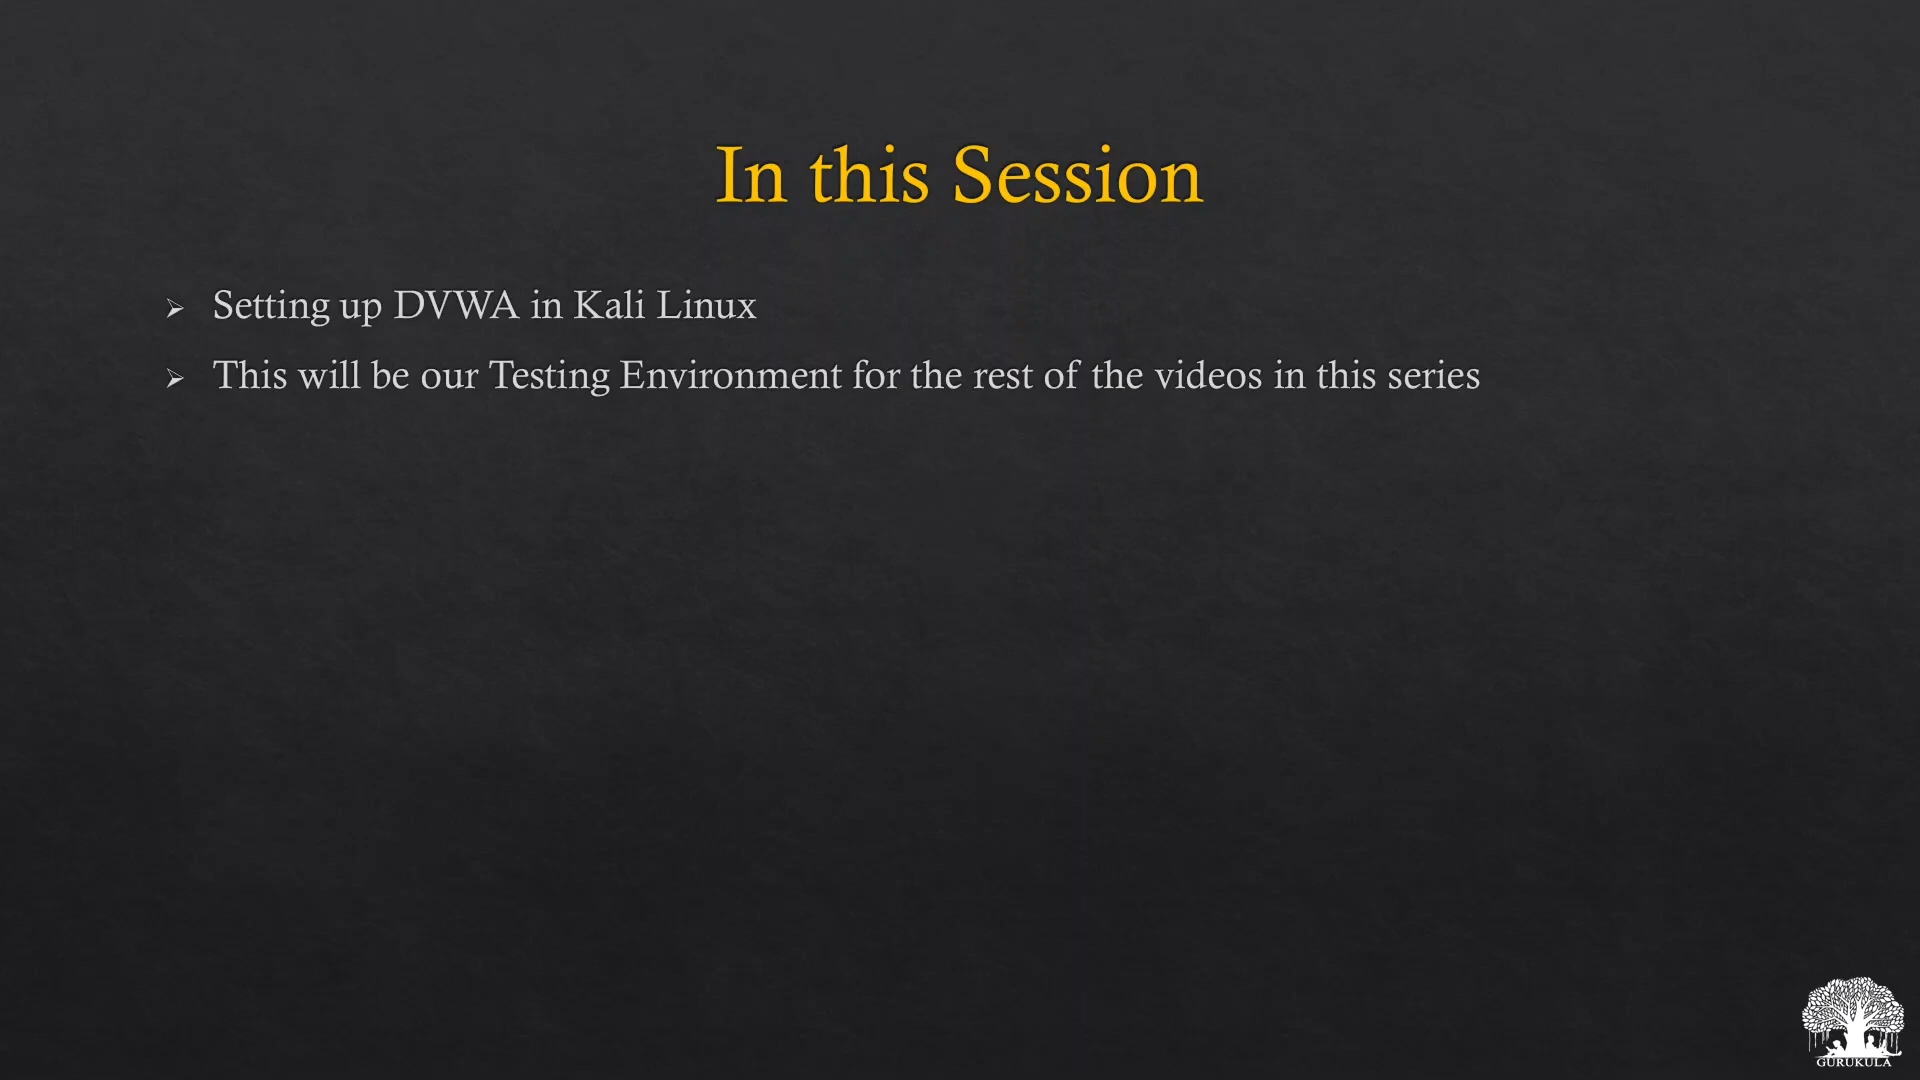 In this Session
Setting up DVWA in Kali Linux
This will be our Testing Environment for the rest of the videos in this series
GURUKULA